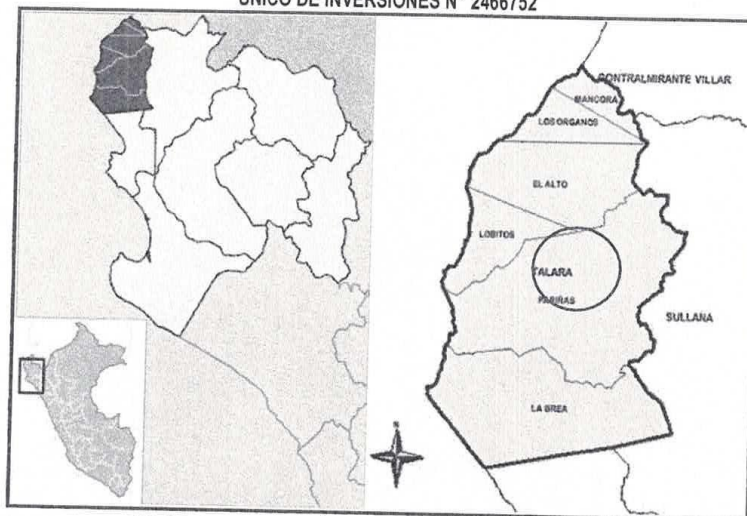 UNICO DE INVERSIONES N° 2466752
CONTRALMIRANTE VILLAR
MANCORA
LOS ORGANOS
EL ALTO
LOBITOS
TALARA
PARIÑAS
SULLANA
LA BREA
N